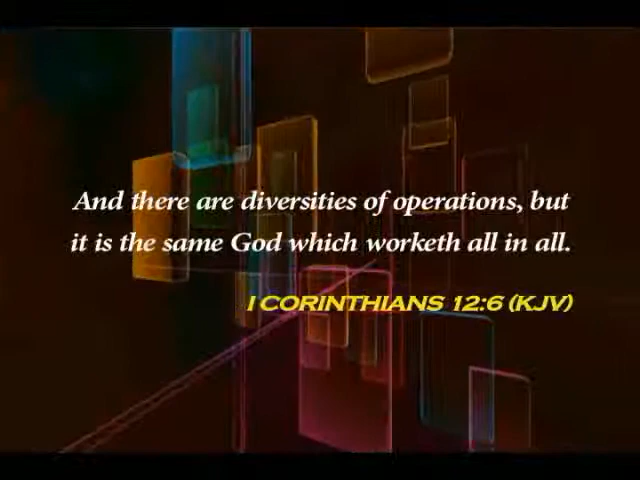 And there are diversities of operations, but
it is the same God which worketh all in all.
I CORINTHIANS 12:6 (KJV)